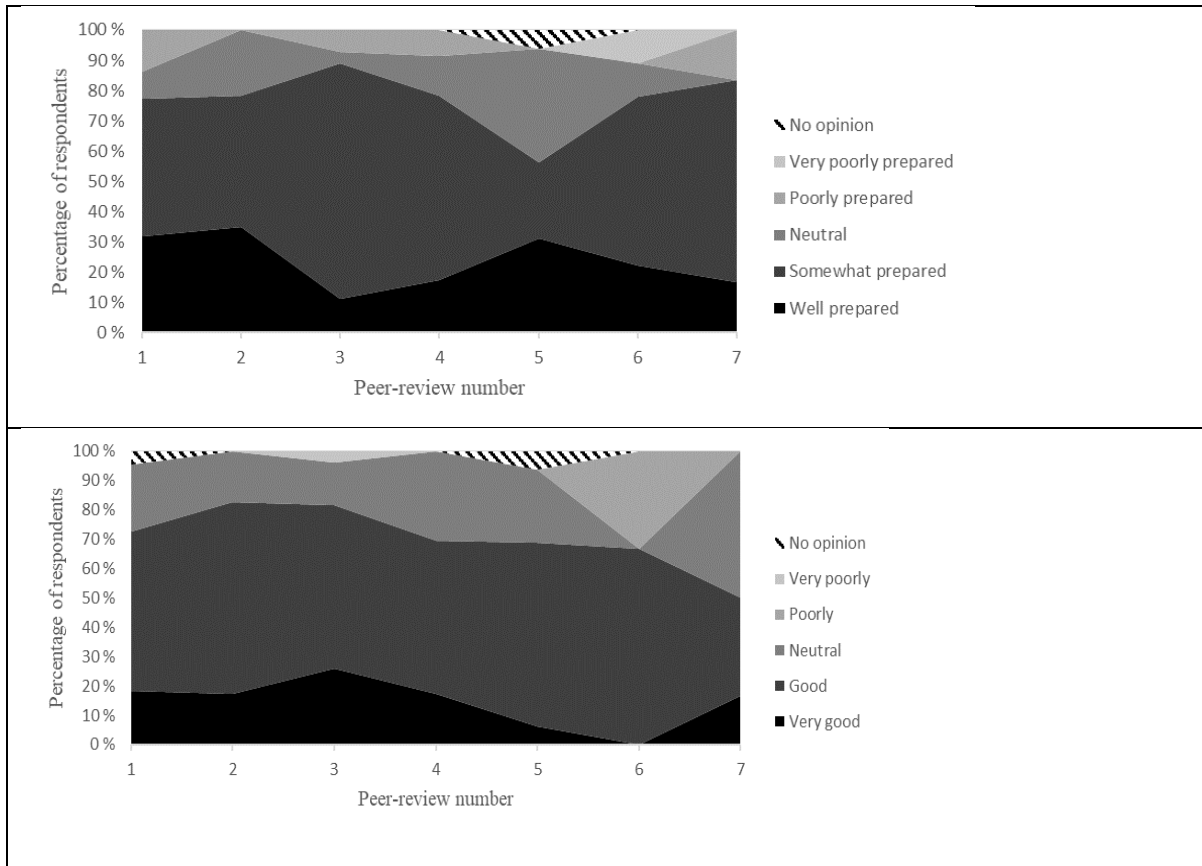 Percentage of respondents
100 %
90 %
80 %
70 %
60 %
50 %
40 %
30 %
20 %
10 %
0 %
1 2 3 4 5 6 7
Peer-review number
No opinion
Very poorly prepared
Poorly prepared
Neutral
Somewhat prepared
Well prepared
Percentage of respondents
100 %
90 %
80 %
70 %
60 %
50 %
40 %
30 %
20 %
10 %
0 %
1 2 3 4 5 6 7
Peer-review number
No opinion
Very poorly
Poorly
Neutral
Good
Very good